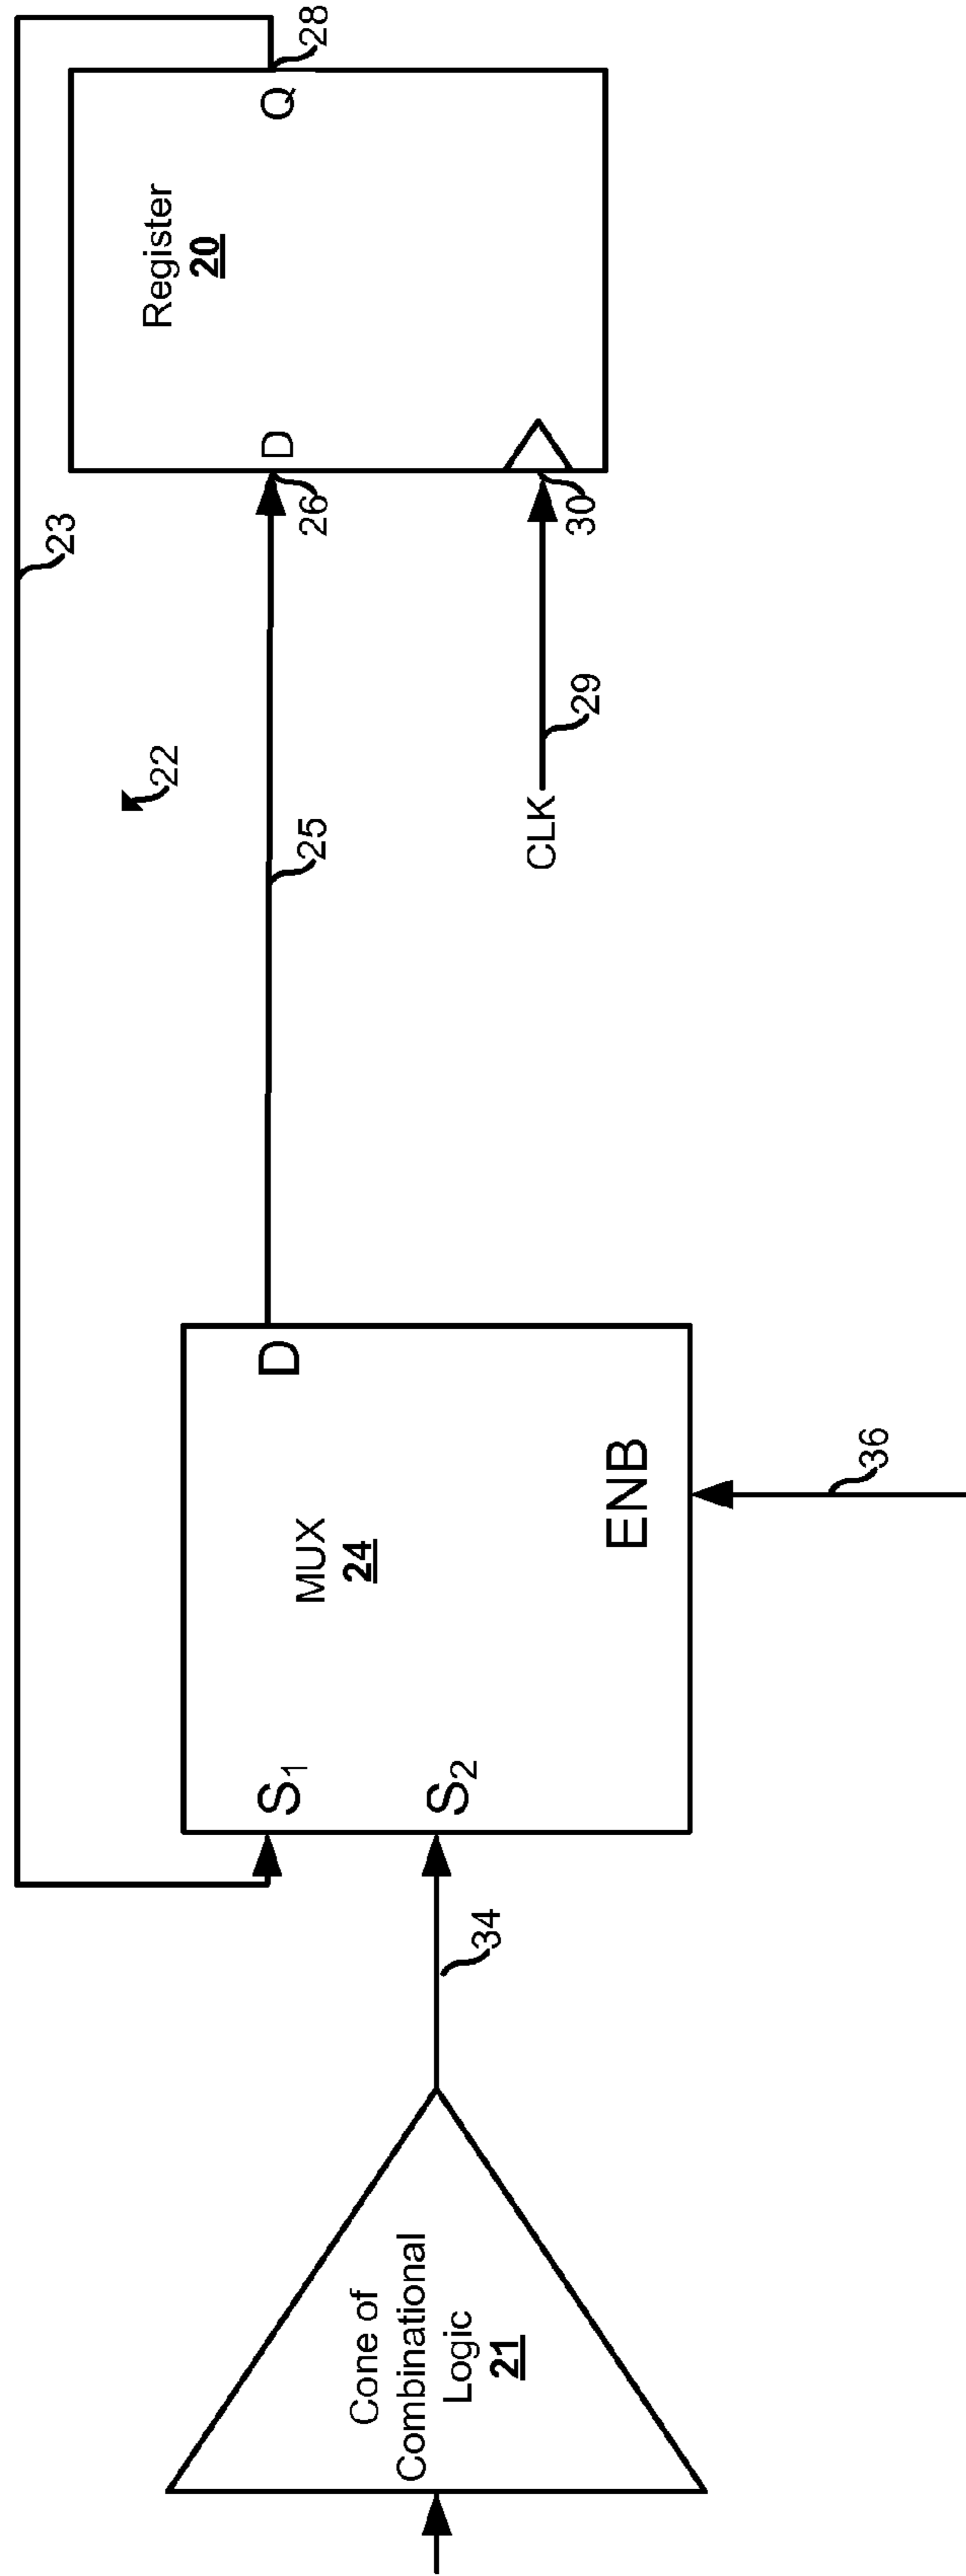 23
28
22
Register
20
Q
D
26
25
D
MUX
24
S1
S2
ENB
CLK
29
30
34
36
Cone of
Combinational
Logic
21